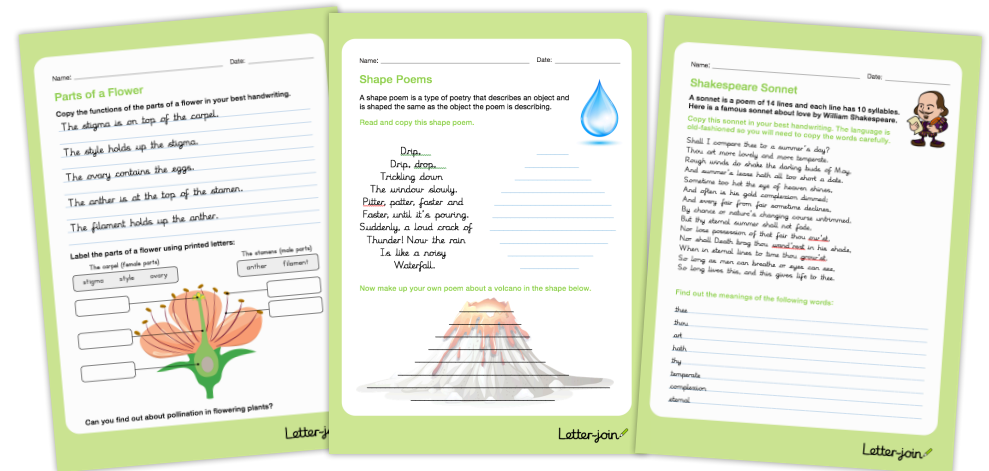 Name:
Date:
Parts of a Flower
Copy the functions of the parts of a flower in your best handwriting.
The stigma is on top of the carpel.
The style holds up the stigma.
The ovary contains the eggs.
The anther is at the top of the stamen.
The filament holds up the anther.
Label the parts of a flower using printed letters:
The carpel (female parts)
stigma style ovary
The stamens (male parts)
anther filament
Can you find out about pollination in flowering plants?
Letter-j
Name:
Date:
Shape Poems
A shape poem is a type of poetry that describes an object and
is shaped the same as the object the poem is describing.
Read and copy this shape poem.
Drip,
Drip, drop,
Trickling down
The window slowly.
Pitter, patter, faster and
Faster, until it's pouring.
Suddenly, a loud crack of
Thunder! Now the rain
Is like a noisy
Waterfall.
Now make up your own poem about a volcano in the shape below.
Letter-join
Name:
Date:
Shakespeare Sonnet
A sonnet is a poem of 14 lines and each line has 10 syllables.
Here is a famous sonnet about love by William Shakespeare.
Copy this sonnet in your best handwriting. The language is
old-fashioned so you will need to copy the words carefully.
Shall I compare thee to a summer's day?
Thou art more lovely and more temperate.
Rough winds do shake the darling buds of May,
And summer's lease hath all too short a date.
Sometime too hot the eye of heaven shines,
And often is his gold complexion dimmed;
And every fair from fair sometime declines,
By chance or nature's changing course untrimmed.
But thy eternal summer shall not fade,
Nor lose possession of that fair thou ow'st,
Nor shall Death brag thou wand'rest in his shade,
When in eternal lines to time thou grow'st.
So long as men can breathe or eyes can see,
So long lives this, and this gives life to thee.
Find out the meanings of the following words:
thee
thou
art
hath
thy
temperate
complexion
eternal
Letter-join